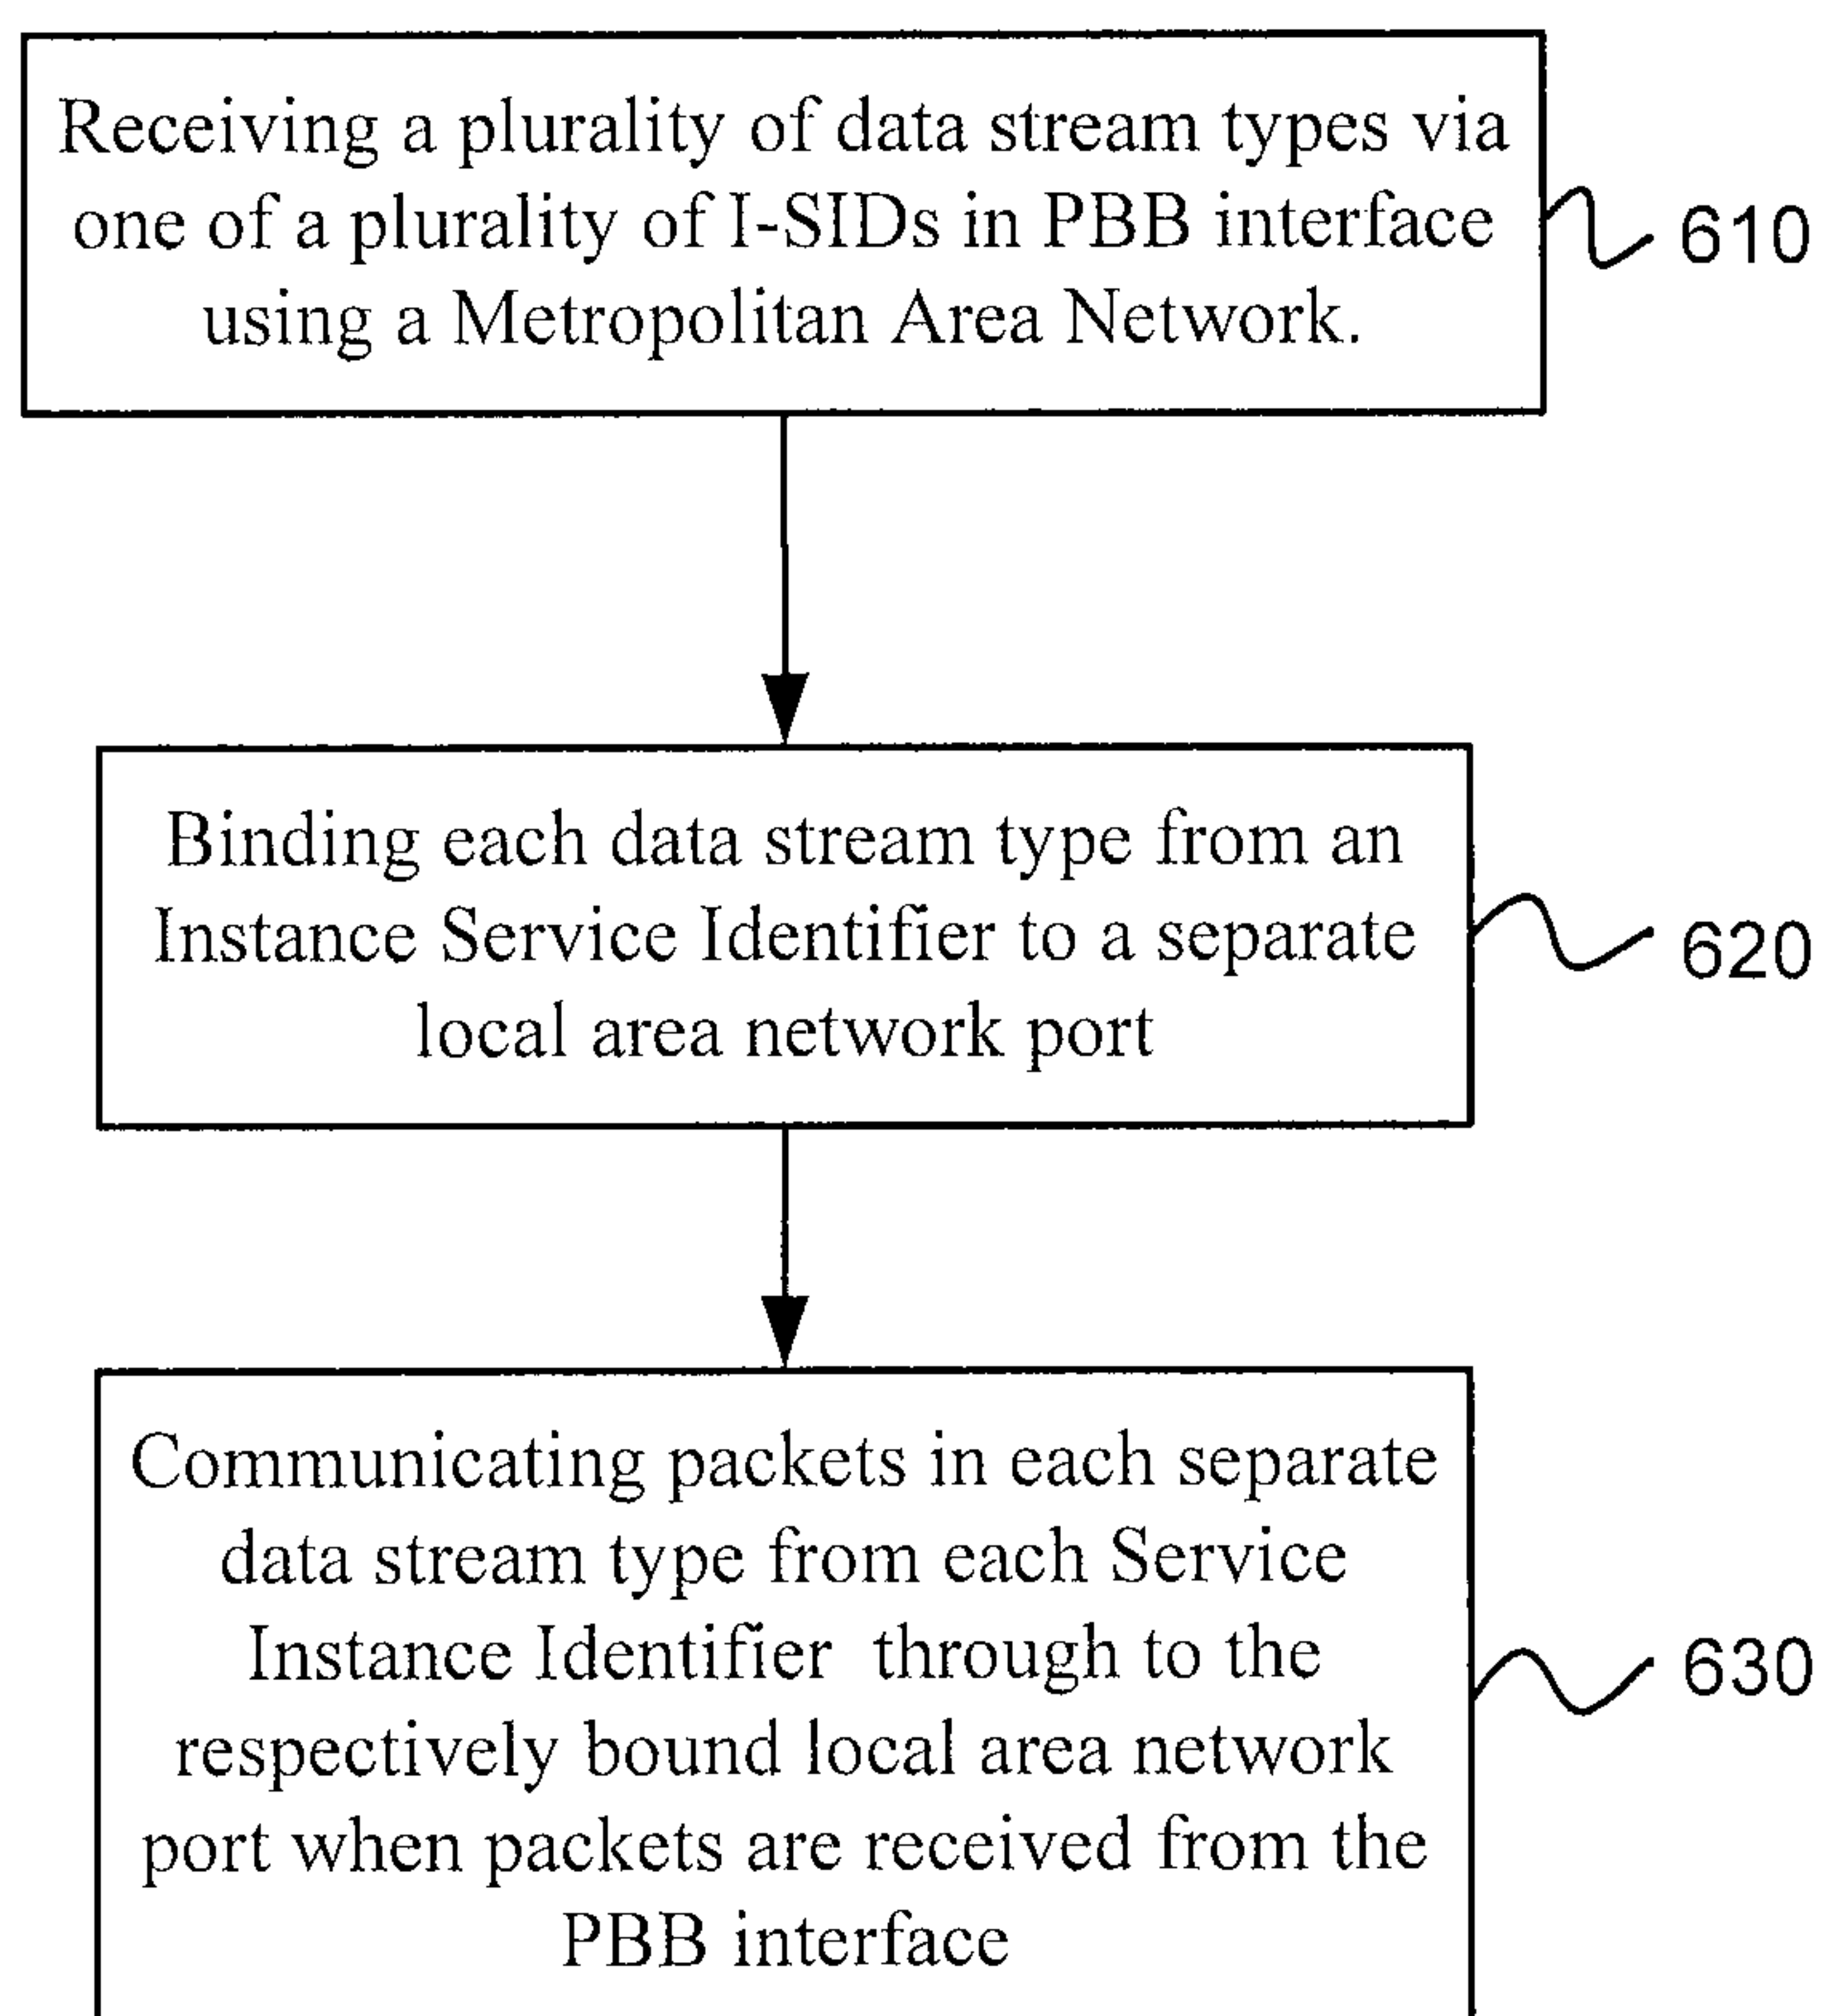 Receiving a plurality of data stream types via
one of a plurality of I-SIDs in PBB interface
using a Metropolitan Area Network.
610
Binding each data stream type from an
Instance Service Identifier to a separate
local area network port
620
Communicating packets in each separate
data stream type from each Service
Instance Identifier through to the
respectively bound local area network
port when packets are received from the
PBB interface
630